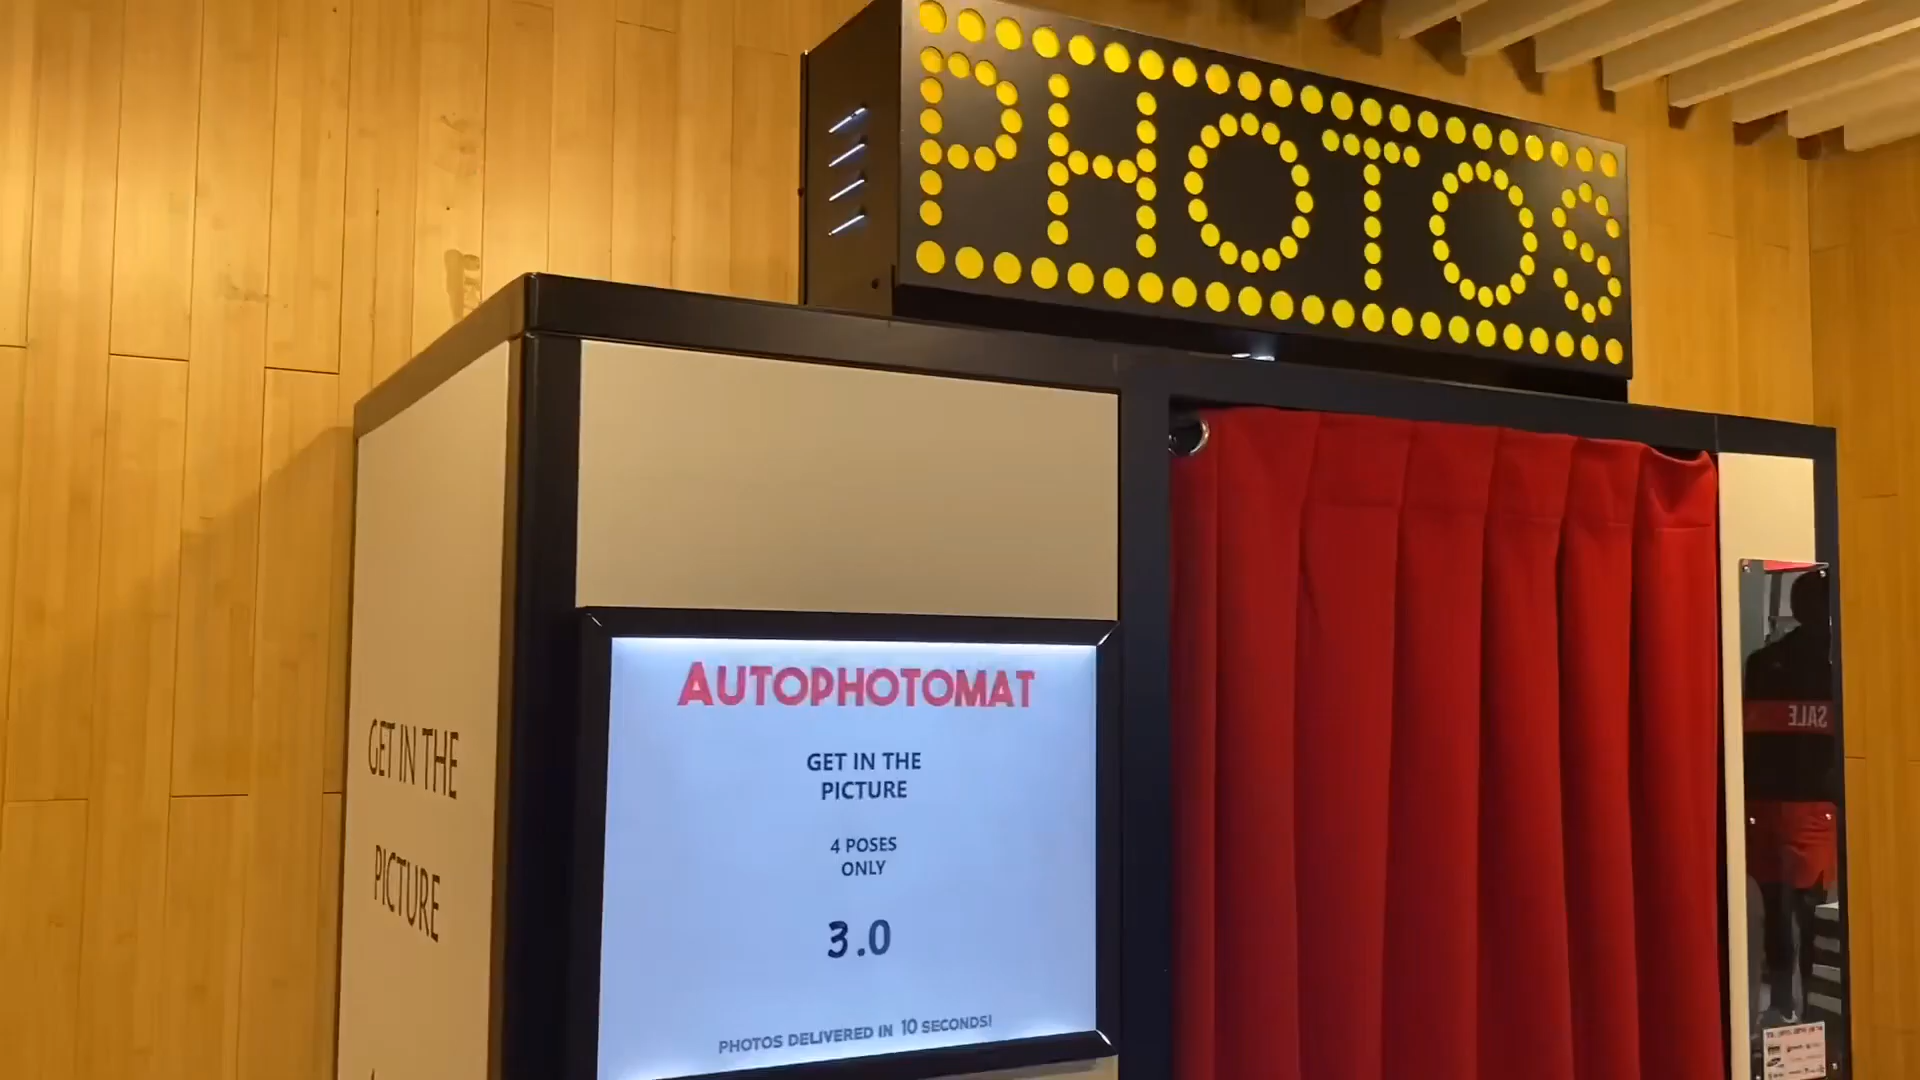 PHOTOS
GET IN THE
PICTURE
AUTOPHOTOMAT
GET IN THE
PICTURE
4 POSES
ONLY
3.0
PHOTOS DELIVERED IN 10 SECONDS!
SALE